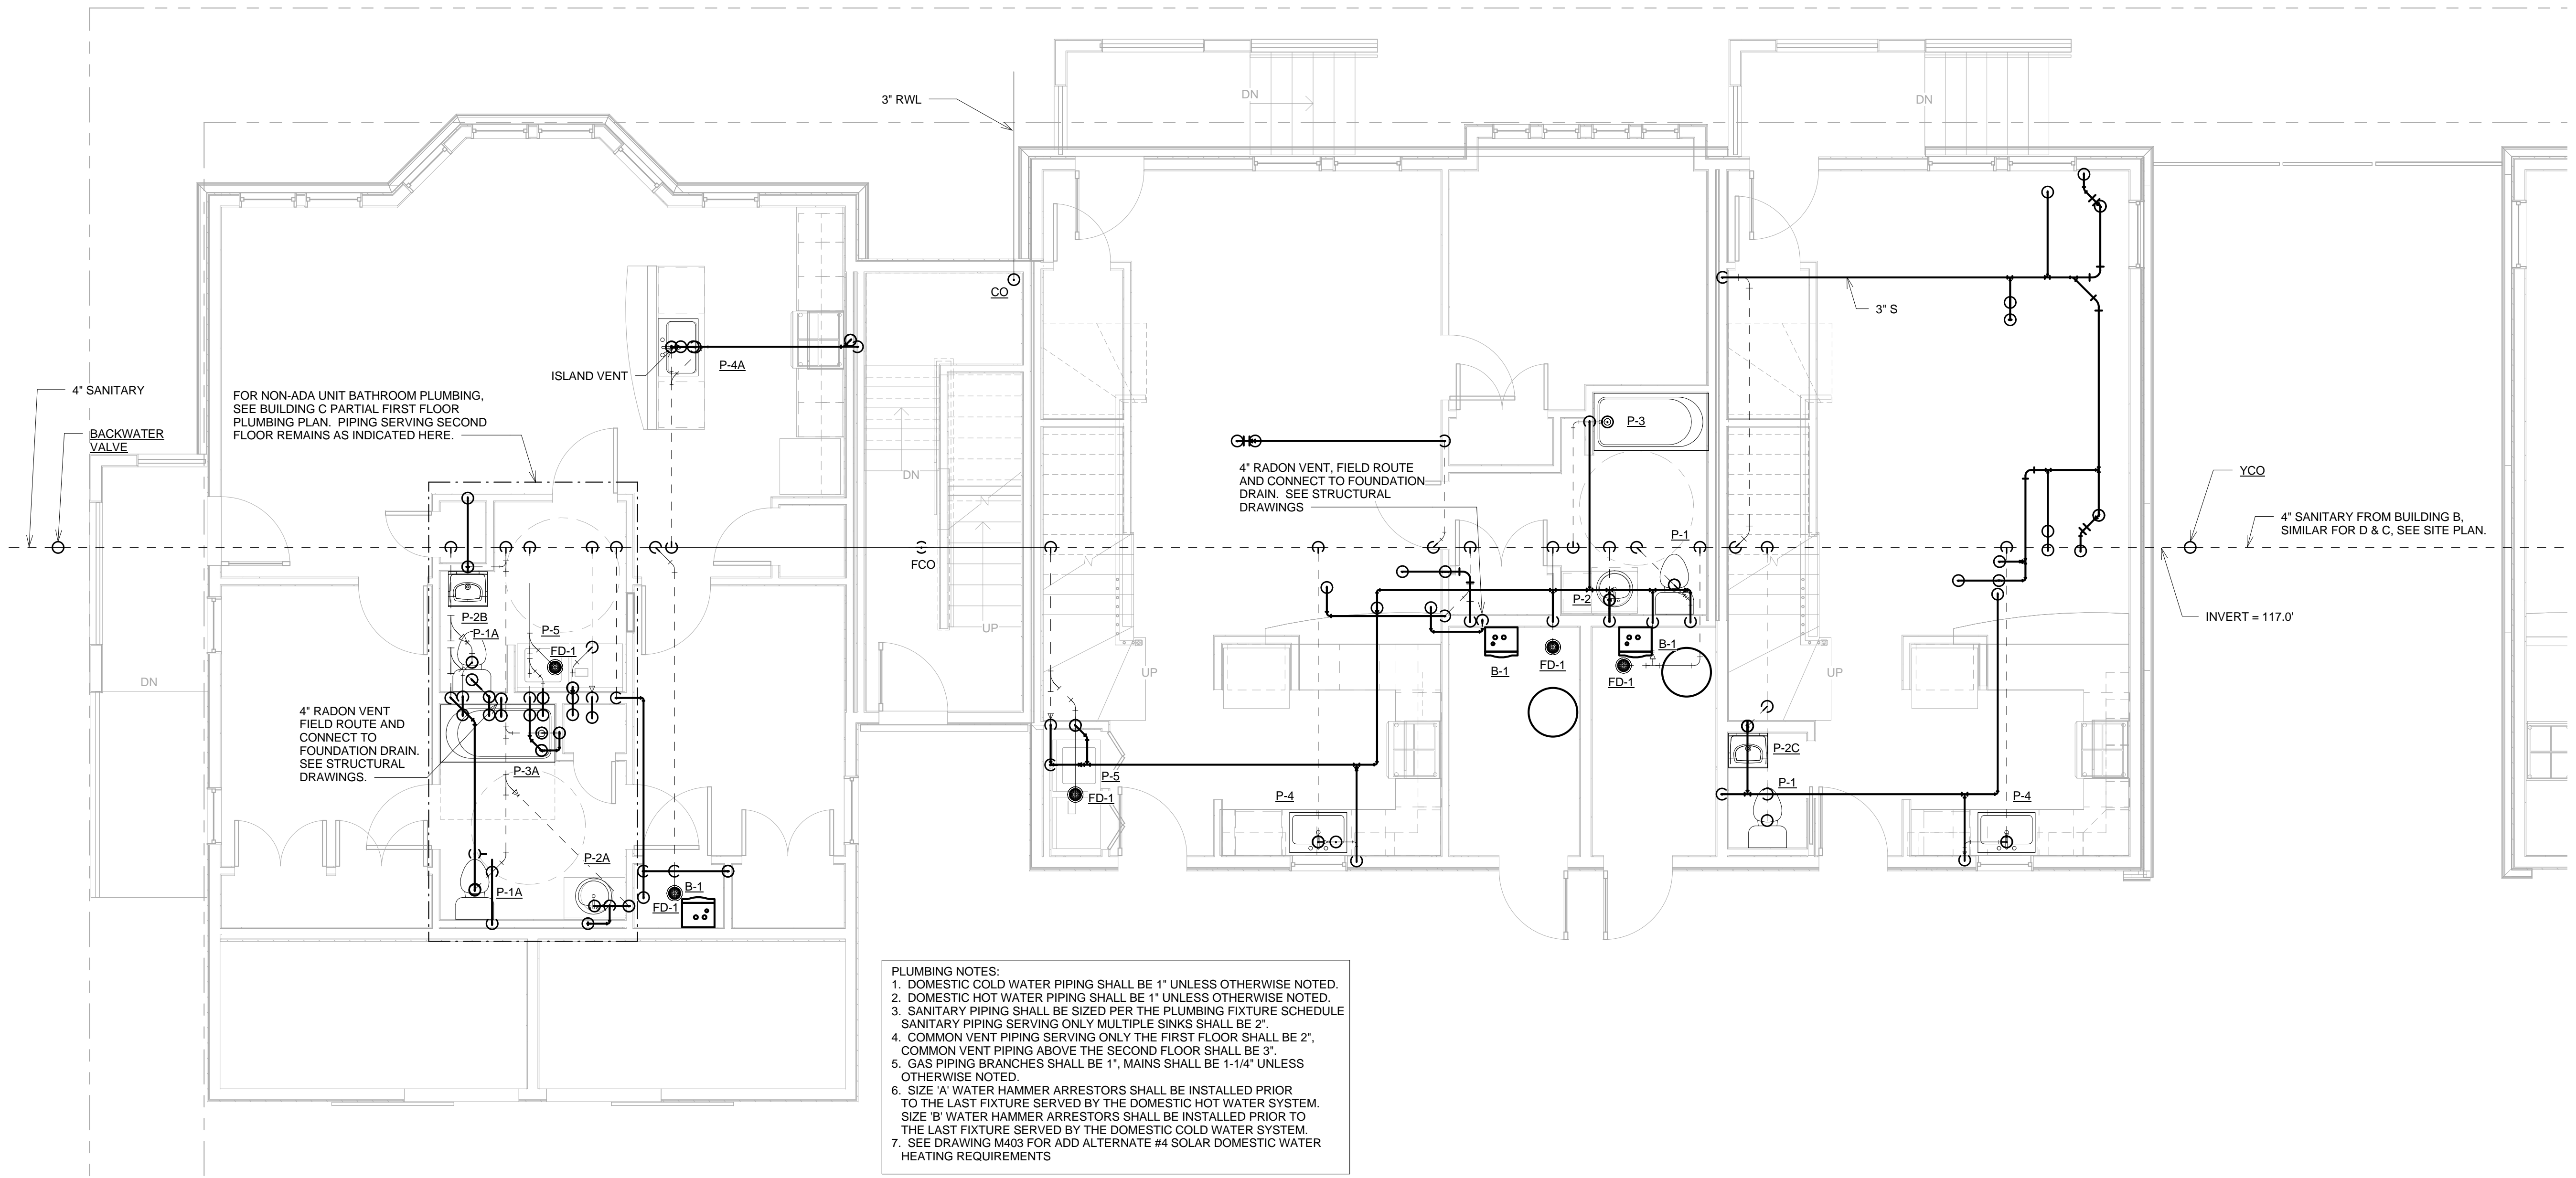 DN
DN
3" RWL
CO
3" S
ISLAND VENT
P-4A
4" SANITARY
FOR NON-ADA UNIT BATHROOM PLUMBING,
SEE BUILDING C PARTIAL FIRST FLOOR
PLUMBING PLAN. PIPING SERVING SECOND
FLOOR REMAINS AS INDICATED HERE.
BACKWATER
VALVE
P-3
DN
4" RADON VENT, FIELD ROUTE
AND CONNECT TO FOUNDATION
DRAIN. SEE STRUCTURAL
DRAWINGS
YCO
4" SANITARY FROM BUILDING B,
SIMILAR FOR D & C, SEE SITE PLAN.
P-1
FCO
P-2
P-2B
P-1A
P-5
UP
FD-1
INVERT = 117.0'
B-1
FD-1
B-1
FD-1
UP
UP
DN
4" RADON VENT
FIELD ROUTE AND
CONNECT TO
FOUNDATION DRAIN.
SEE STRUCTURAL
DRAWINGS.
P-3A
P-5
FD-1
P-4
P-2C
P-1
P-4
P-2A
P-1A
B-1
FD-1
PLUMBING NOTES:
1. DOMESTIC COLD WATER PIPING SHALL BE 1" UNLESS OTHERWISE NOTED.
2. DOMESTIC HOT WATER PIPING SHALL BE 1" UNLESS OTHERWISE NOTED.
3. SANITARY PIPING SHALL BE SIZED PER THE PLUMBING FIXTURE SCHEDULE
SANITARY PIPING SERVING ONLY MULTIPLE SINKS SHALL BE 2".
4. COMMON VENT PIPING SERVING ONLY THE FIRST FLOOR SHALL BE 2",
COMMON VENT PIPING ABOVE THE SECOND FLOOR SHALL BE 3".
5. GAS PIPING BRANCHES SHALL BE 1", MAINS SHALL BE 1-1/4" UNLESS
OTHERWISE NOTED.
6. SIZE 'A' WATER HAMMER ARRESTORS SHALL BE INSTALLED PRIOR
TO THE LAST FIXTURE SERVED BY THE DOMESTIC HOT WATER SYSTEM.
SIZE 'B' WATER HAMMER ARRESTORS SHALL BE INSTALLED PRIOR TO
THE LAST FIXTURE SERVED BY THE DOMESTIC COLD WATER SYSTEM.
7. SEE DRAWING M403 FOR ADD ALTERNATE #4 SOLAR DOMESTIC WATER
HEATING REQUIREMENTS